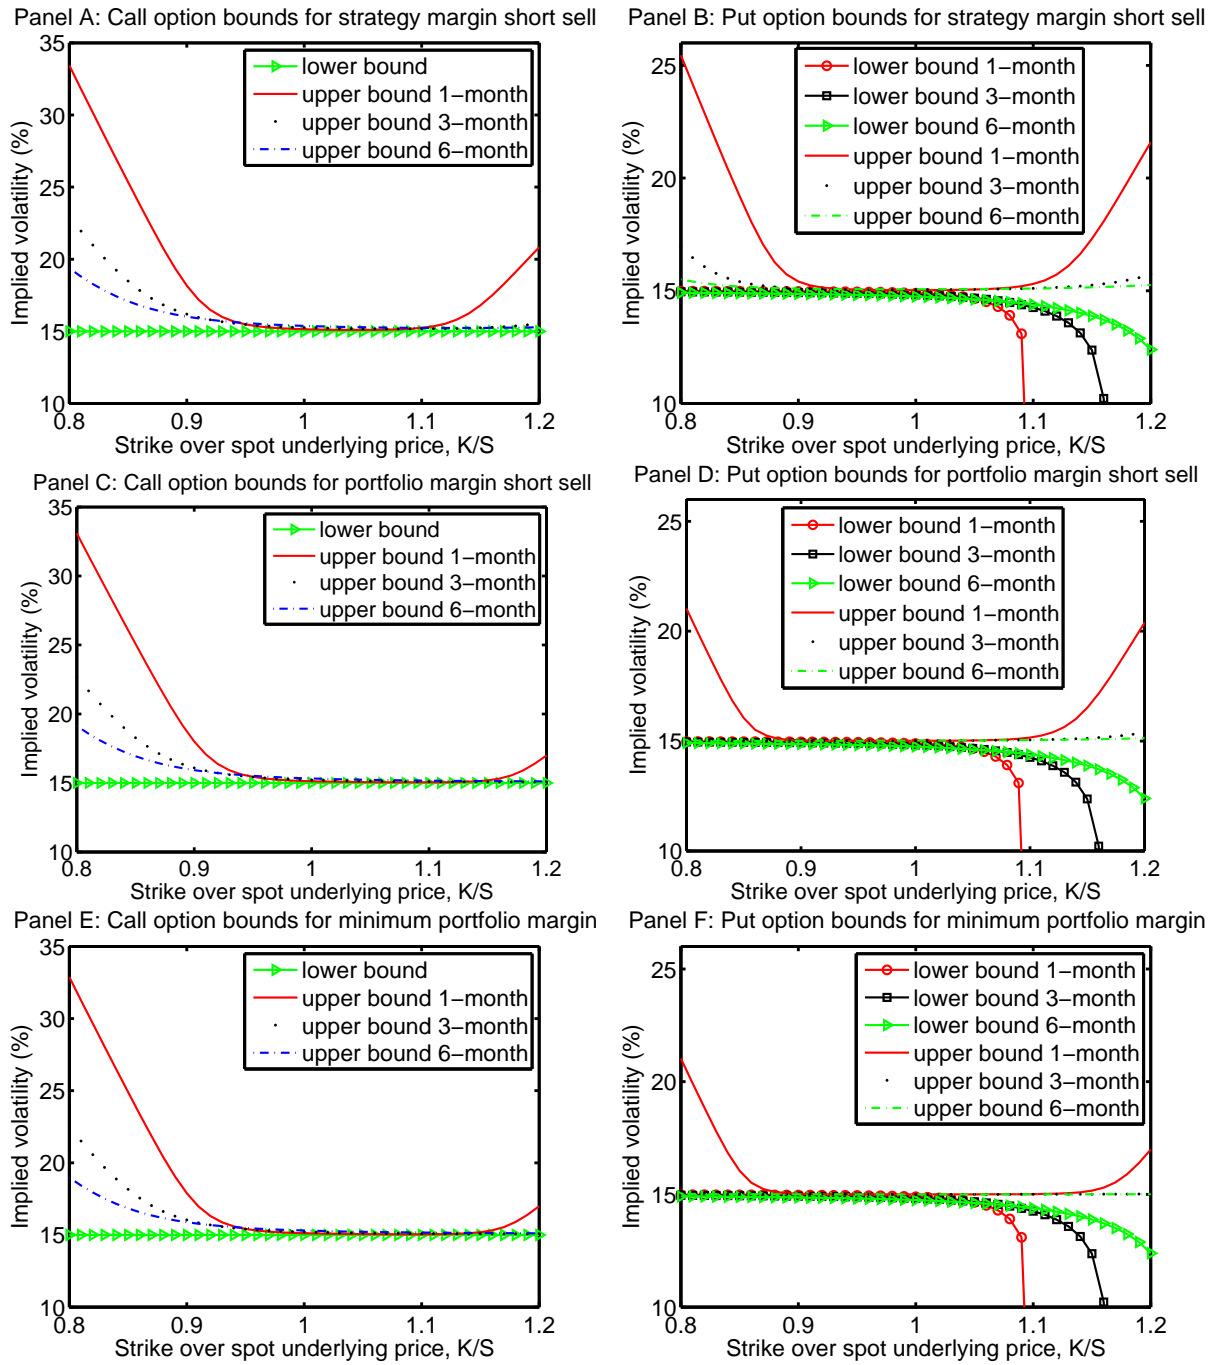 Panel A: Call option bounds for strategy margin short sell
35
30
25
20
15
10
Implied volatility (%)
lower bound
upper bound 1−month
upper bound 3−month
upper bound 6−month
0.8 0.9 1 1.1 1.2
Strike over spot underlying price, K/S
Panel B: Put option bounds for strategy margin short sell
25
20
15
10
Implied volatility (%)
lower bound 1−month
lower bound 3−month
lower bound 6−month
upper bound 1−month
upper bound 3−month
upper bound 6−month
0.8 0.9 1 1.1 1.2
Strike over spot underlying price, K/S
Panel C: Call option bounds for portfolio margin short sell
35
30
25
20
15
10
Implied volatility (%)
lower bound
upper bound 1−month
upper bound 3−month
upper bound 6−month
0.8 0.9 1 1.1 1.2
Strike over spot underlying price, K/S
Panel D: Put option bounds for portfolio margin short sell
25
20
15
10
Implied volatility (%)
lower bound 1−month
lower bound 3−month
lower bound 6−month
upper bound 1−month
upper bound 3−month
upper bound 6−month
0.8 0.9 1 1.1 1.2
Strike over spot underlying price, K/S
Panel E: Call option bounds for minimum portfolio margin
35
30
25
20
15
10
Implied volatility (%)
lower bound
upper bound 1−month
upper bound 3−month
upper bound 6−month
0.8 0.9 1 1.1 1.2
Strike over spot underlying price, K/S
Panel F: Put option bounds for minimum portfolio margin
25
20
15
10
Implied volatility (%)
lower bound 1−month
lower bound 3−month
lower bound 6−month
upper bound 1−month
upper bound 3−month
upper bound 6−month
0.8 0.9 1 1.1 1.2
Strike over spot underlying price, K/S